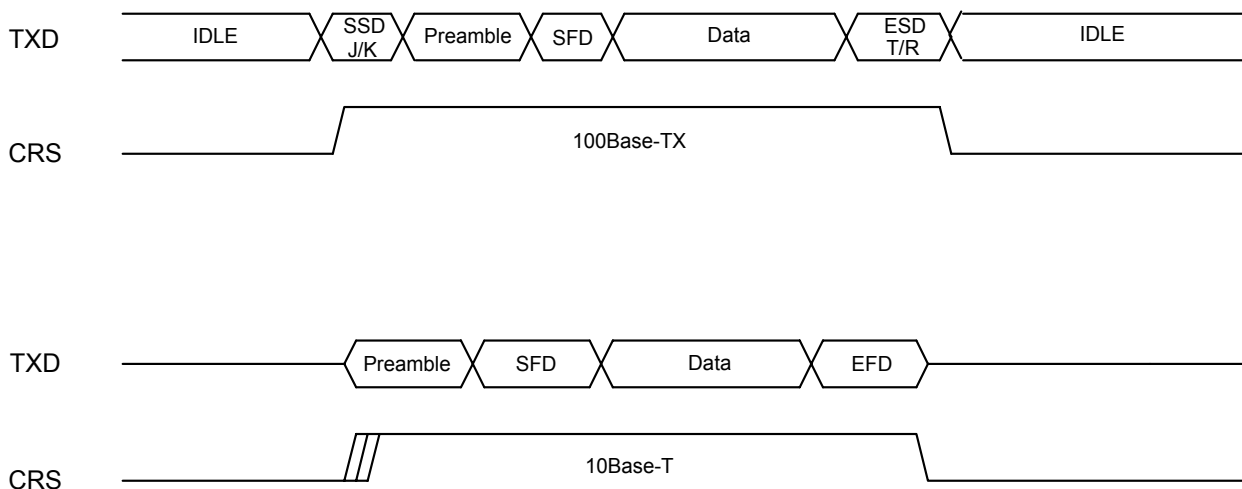 TXD IDLE SSD J/K Preamble SFD Data ESD T/R IDLE
CRS 100Base-TX
TXD Preamble SFD Data EFD
CRS 10Base-T